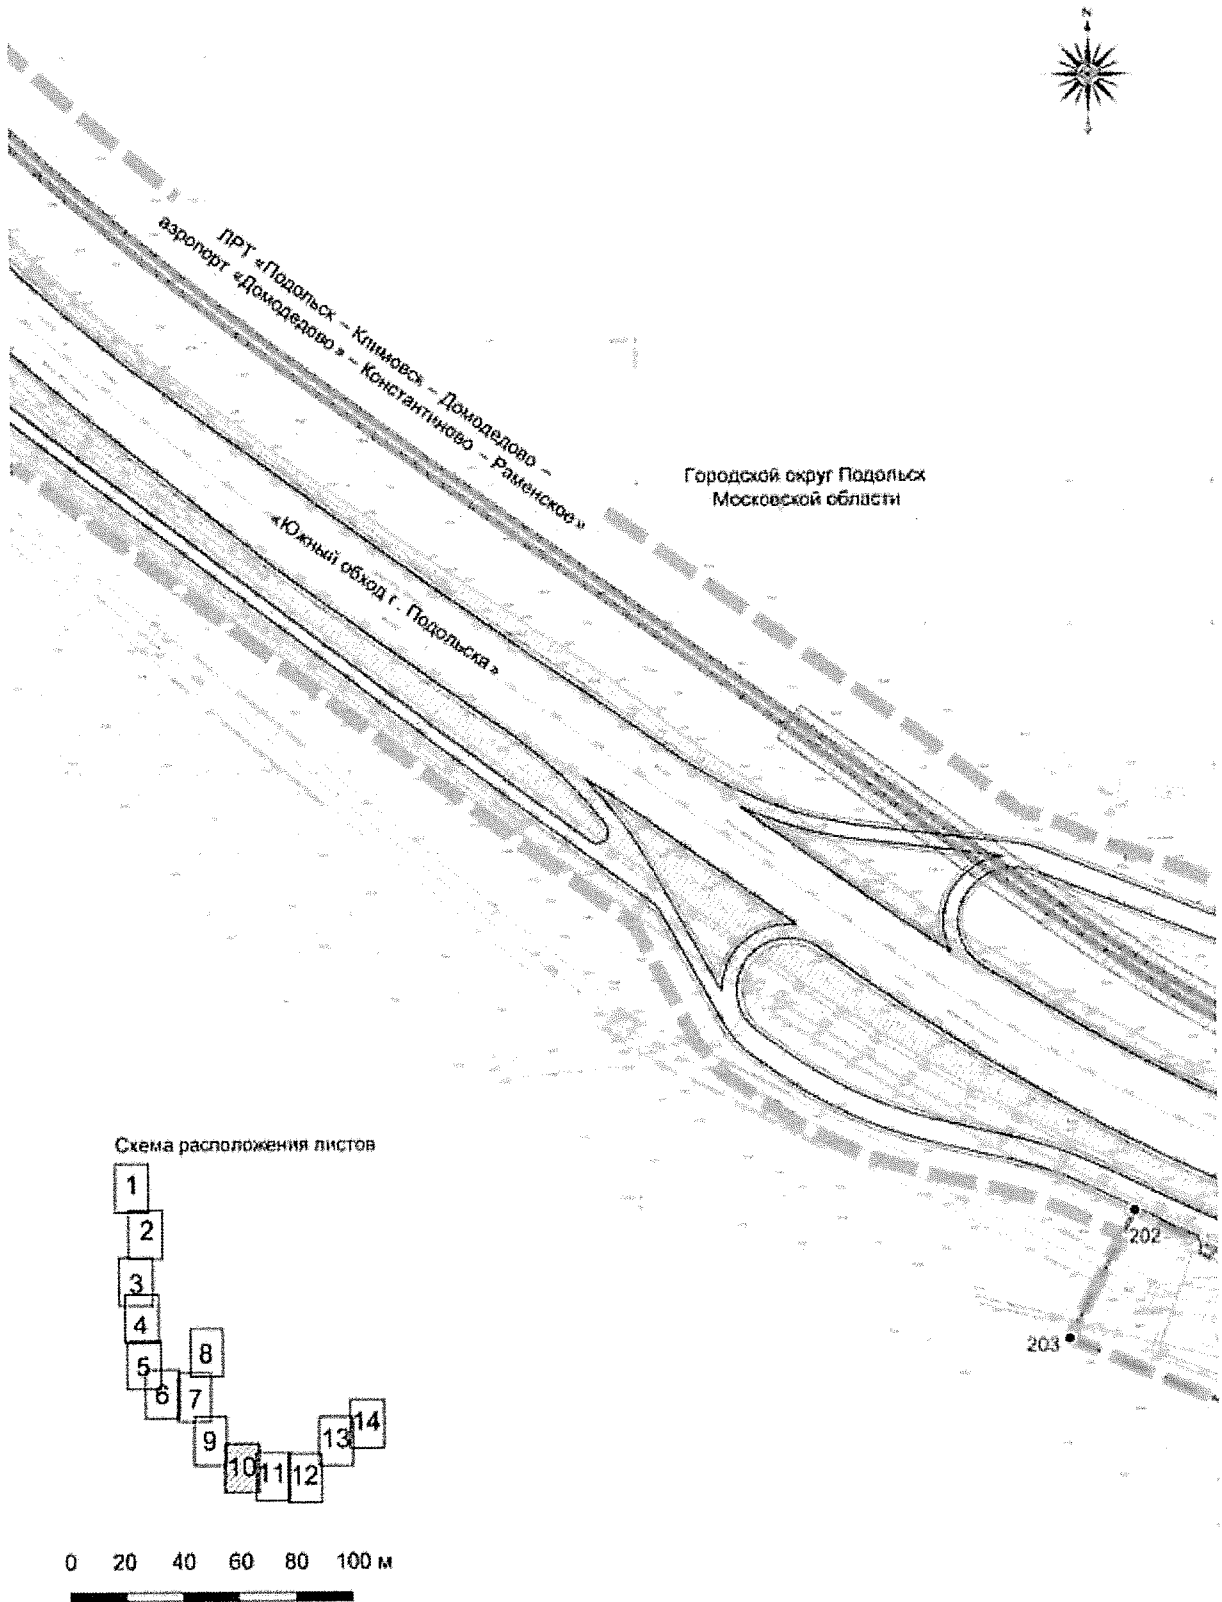 N
ЛРТ «Подольск – Климовск – Домодедово –
аэропорт «Домодедово» – Константиново – Раменское»
Городской округ Подольск
Московской области
«Южный обход г. Подольска»
Схема расположения листов
1
2
3
4
5
6
7
8
9
10
11
12
13
14
202
203
0 20 40 60 80 100 м